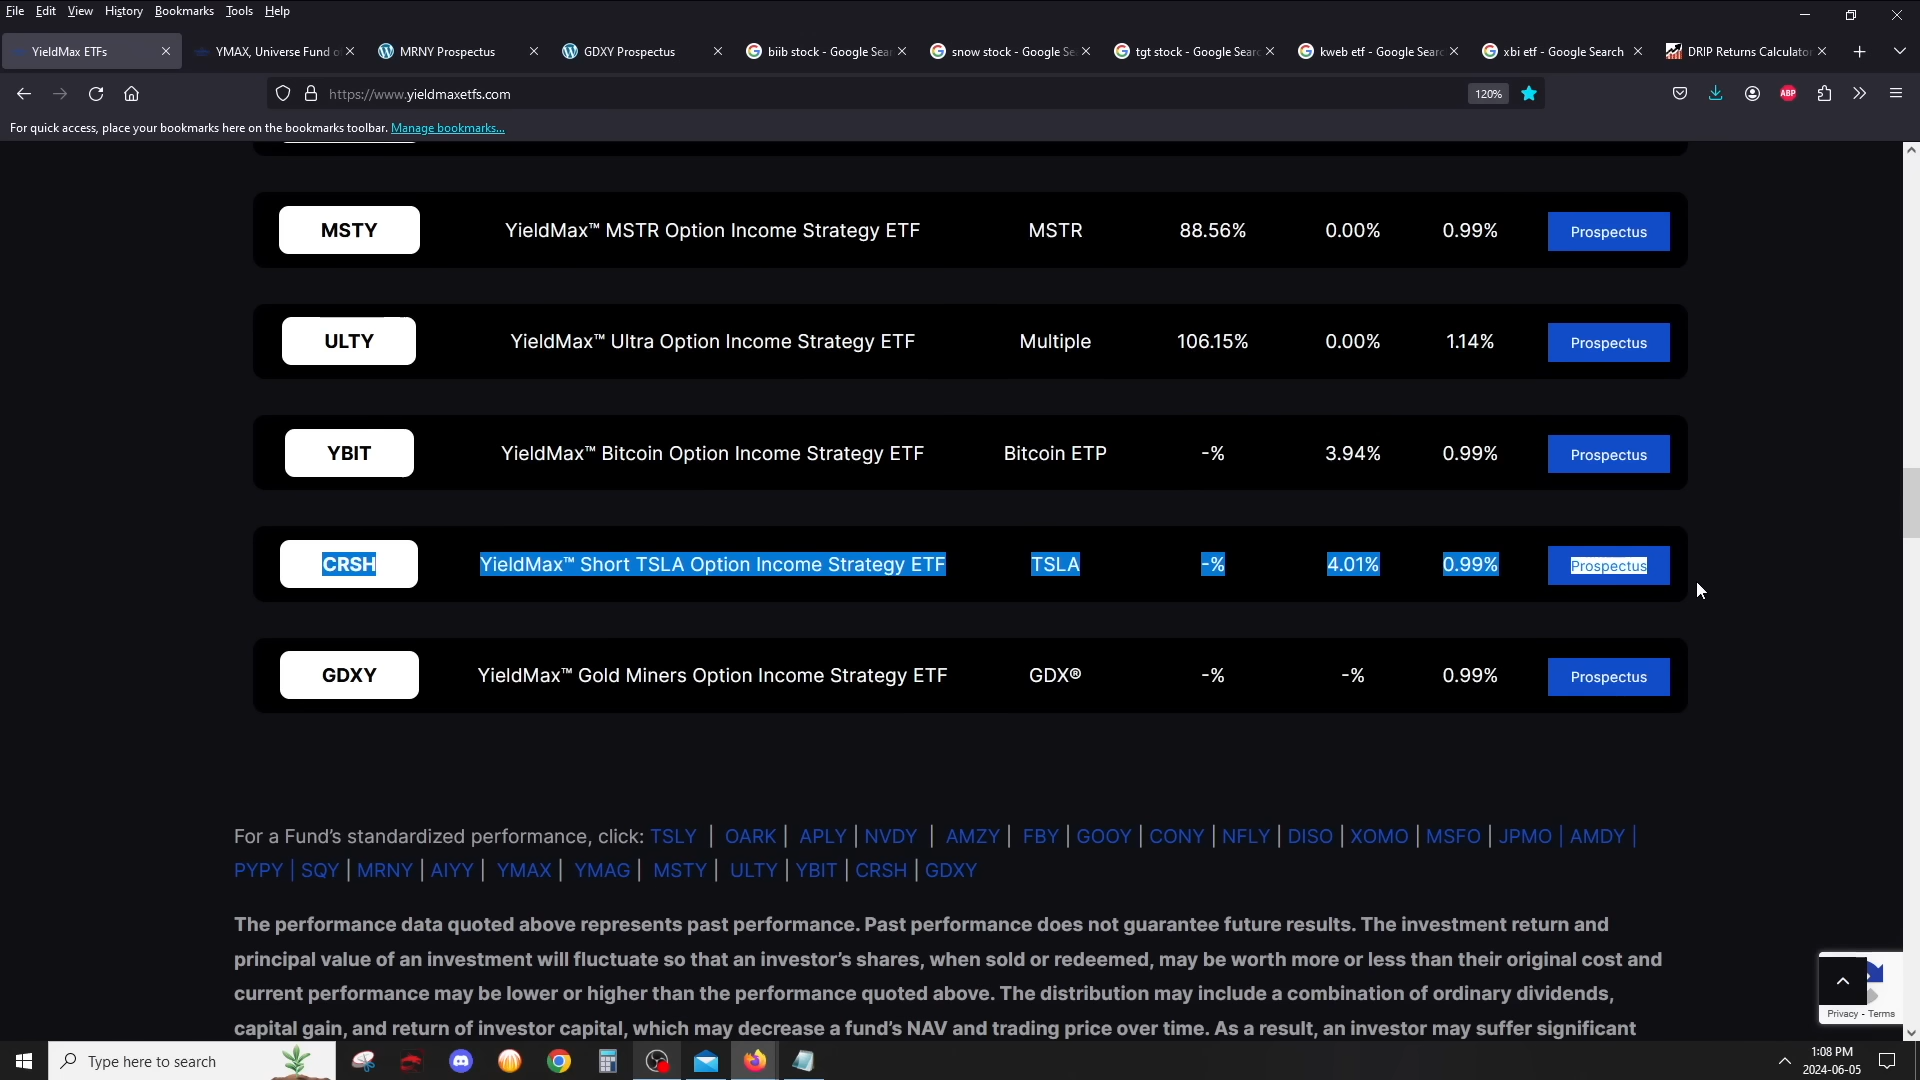 File Edit View History Bookmarks Tools Help
YieldMax ETFs
YMAX, Universe Fund o
MRNY Prospectus
GDXY Prospectus
biib stock - Google Sear
snow stock - Google Se
tgt stock - Google Searc
kweb etf - Google Searc
xbi etf - Google Search
DRIP Returns Calculator
https://www.yieldmaxetfs.com
120%
ABP
For quick access, place your bookmarks here on the bookmarks toolbar. Manage bookmarks...
MSTY YieldMax™ MSTR Option Income Strategy ETF MSTR 88.56% 0.00% 0.99% Prospectus
ULTY YieldMax™ Ultra Option Income Strategy ETF Multiple 106.15% 0.00% 1.14% Prospectus
YBIT YieldMax™ Bitcoin Option Income Strategy ETF Bitcoin ETP -% 3.94% 0.99% Prospectus
CRSH YieldMax™ Short TSLA Option Income Strategy ETF TSLA -% 4.01% 0.99% Prospectus
GDXY YieldMax™ Gold Miners Option Income Strategy ETF GDX® -% -% 0.99% Prospectus
For a Fund’s standardized performance, click: TSLY | OARK | APLY | NVDY | AMZY | FBY | GOOY | CONY | NFLY | DISO | XOMO | MSFO | JPMO | AMDY |
PYPY | SQY | MRNY | AIYY | YMAX | YMAG | MSTY | ULTY | YBIT | CRSH | GDXY
The performance data quoted above represents past performance. Past performance does not guarantee future results. The investment return and
principal value of an investment will fluctuate so that an investor’s shares, when sold or redeemed, may be worth more or less than their original cost and
current performance may be lower or higher than the performance quoted above. The distribution may include a combination of ordinary dividends,
capital gain, and return of investor capital, which may decrease a fund’s NAV and trading price over time. As a result, an investor may suffer significant
Privacy - Terms
Type here to search
1:08 PM
2024-06-05